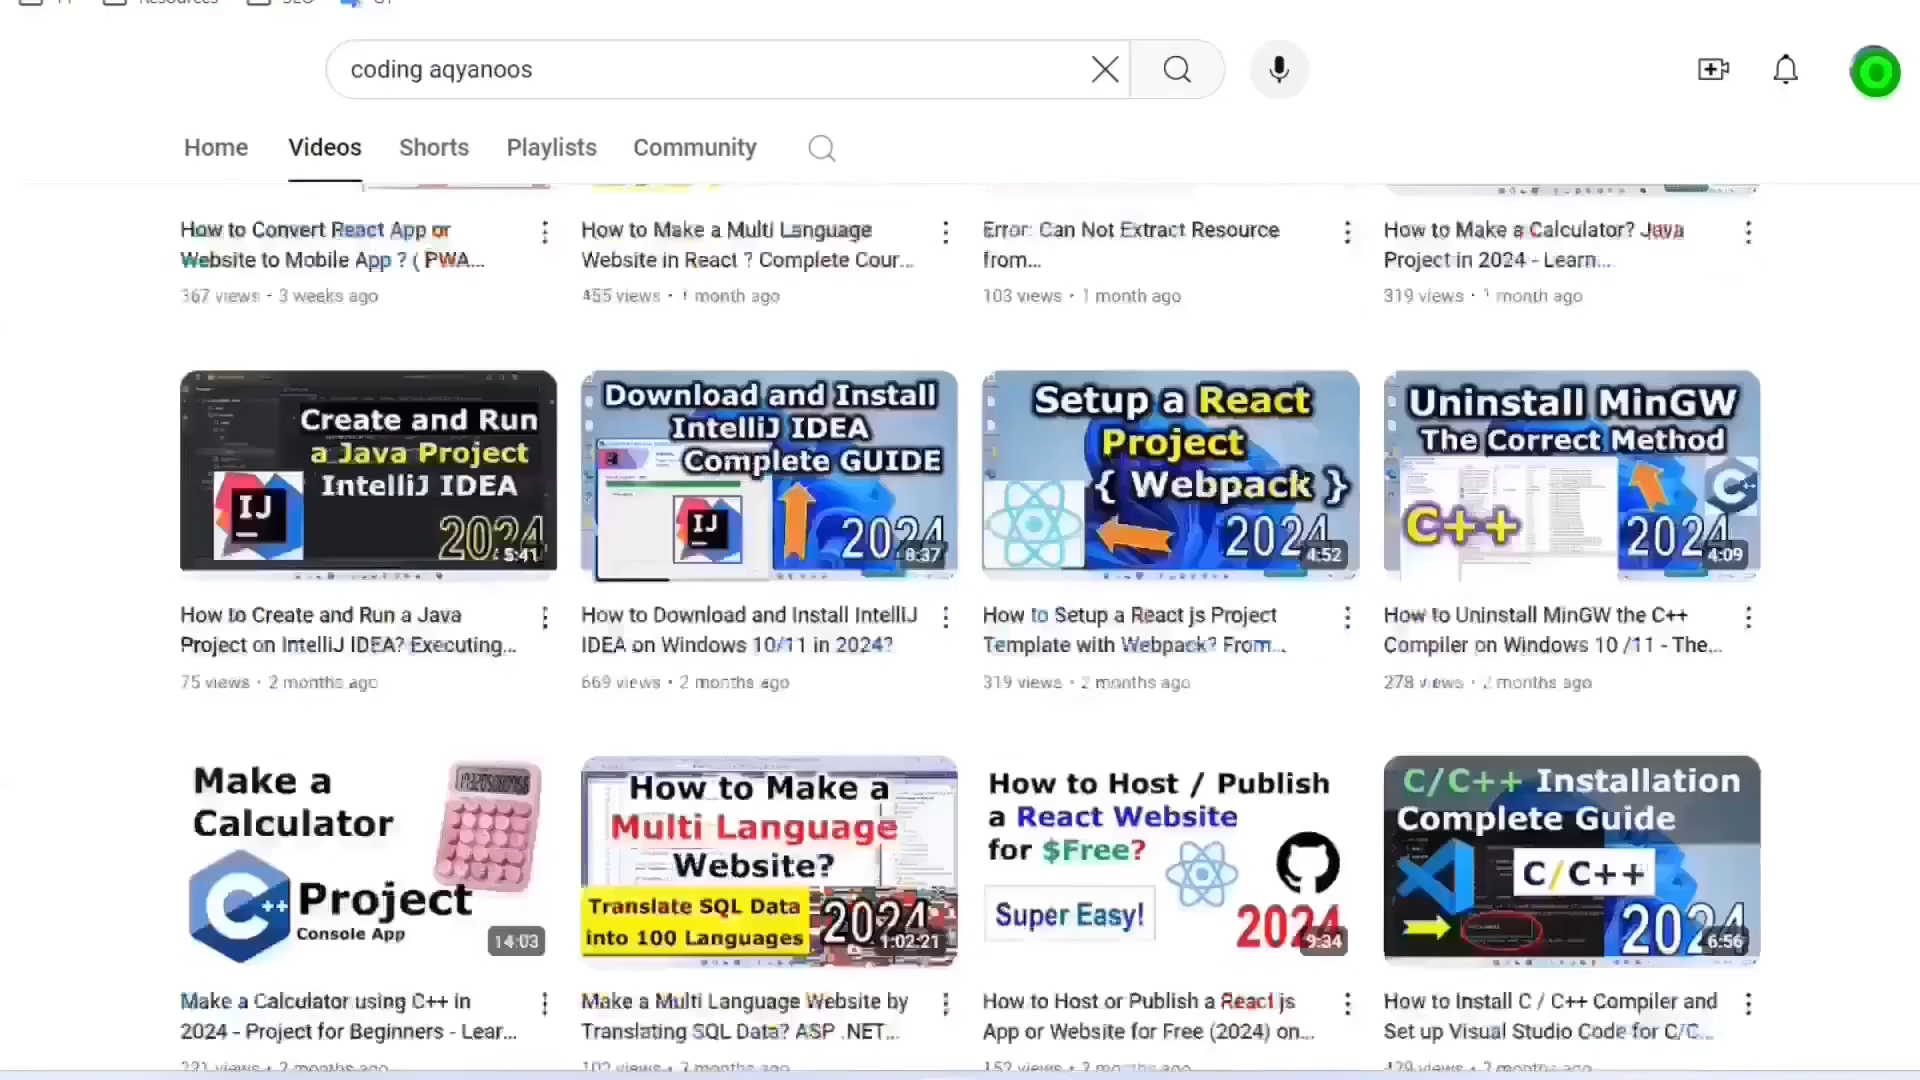 Resources
coding aqyanoos
Home
Videos
Shorts
Playlists
Community
How to Convert React App or
Website to Mobile App ? ( PWA...
367 views • 3 weeks ago
How to Make a Multi Language
Website in React ? Complete Cour...
455 views • 1 month ago
Error: Can Not Extract Resource
from...
103 views • 1 month ago
How to Make a Calculator? Java
Project in 2024 - Learn...
319 views • 1 month ago
Create and Run
a Java Project
IntelliJ IDEA
IJ
2024
5:41
Download and Install
IntelliJ IDEA
Complete GUIDE
IJ
2024
8:37
Setup a React
Project
{ Webpack }
2024
4:52
Uninstall MinGW
The Correct Method
C++
C++
2024
4:09
How to Create and Run a Java
Project on IntelliJ IDEA? Executing...
75 views • 2 months ago
How to Download and Install IntelliJ
IDEA on Windows 10/11 in 2024?
669 views • 2 months ago
How to Setup a React js Project
Template with Webpack? From...
319 views • 2 months ago
How to Uninstall MinGW the C++
Compiler on Windows 10 /11 - The...
278 views • 2 months ago
Make a
Calculator
C++
Project
Console App
14:03
How to Make a
Multi Language
Website?
Translate SQL Data
into 100 Languages
2024
1:02:21
How to Host / Publish
a React Website
for $Free?
Super Easy!
2024
9:34
C/C++ Installation
Complete Guide
C/C++
2024
6:56
Make a Calculator using C++ in
2024 - Project for Beginners - Lear...
2 months ago
Make a Multi Language Website by
Translating SQL Data? ASP .NET...
How to Host or Publish a React js
App or Website for Free (2024) on...
How to Install C / C++ Compiler and
Set up Visual Studio Code for C/C...